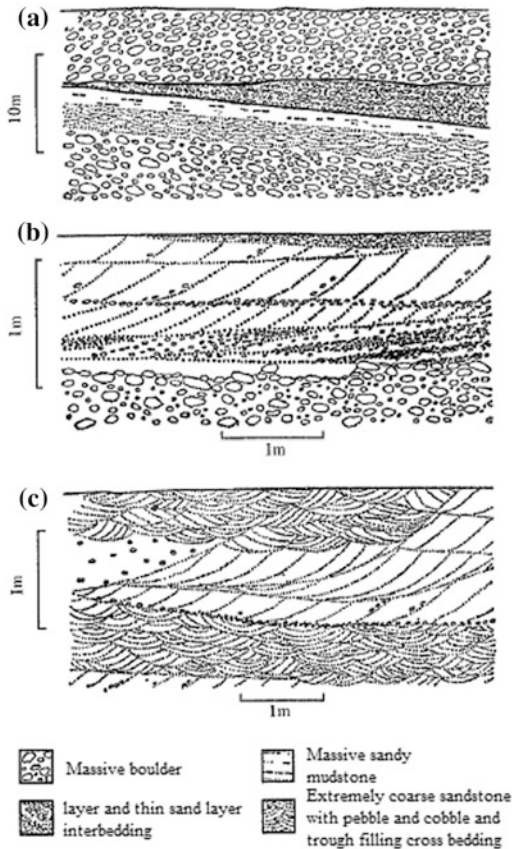 (a)
10m
(b)
1m
1m
(c)
1m
1m
Massive boulder
Massive sandy
mudstone
layer and thin sand layer
interbedding
Extremely coarse sandstone
with pebble and cobble and
trough filling cross bedding